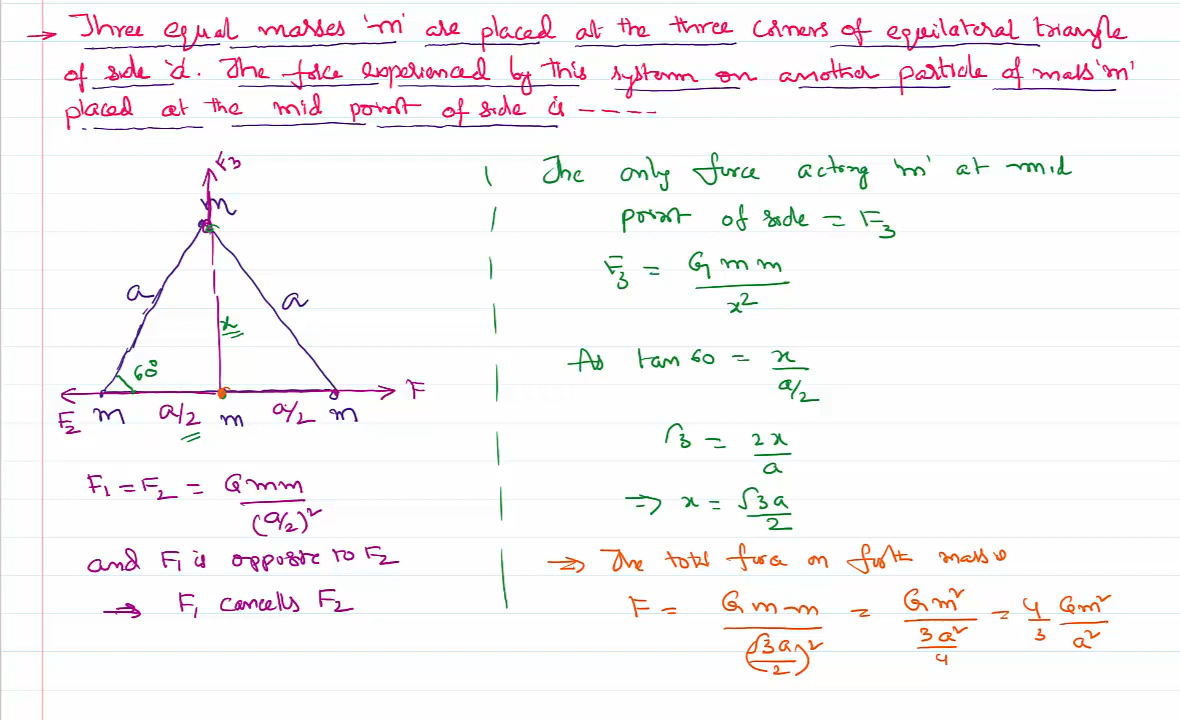 → Three equal masses 'm' are placed at the three corners of equilateral triangle
of side 'a'. The force experienced by this system on another particle of mass 'm'
placed at the mid point of side is -----
F3
m
a
a
x
60°
F2 m a/2 m a/2 m F
F1 = F2 = Gmm/(a/2)²
and F1 is opposite to F2
→ F1 cancells F2
The only force acting 'm' at mid
point of side = F3
F3 = Gmm/x²
As tan 60 = x/(a/2)
√3 = 2x/a
⇒ x = √3a/2
⇒ The total force on mass is
F = Gmm/(√3a/2)² = Gm²/(3a²/4) = 4/3 Gm²/a²